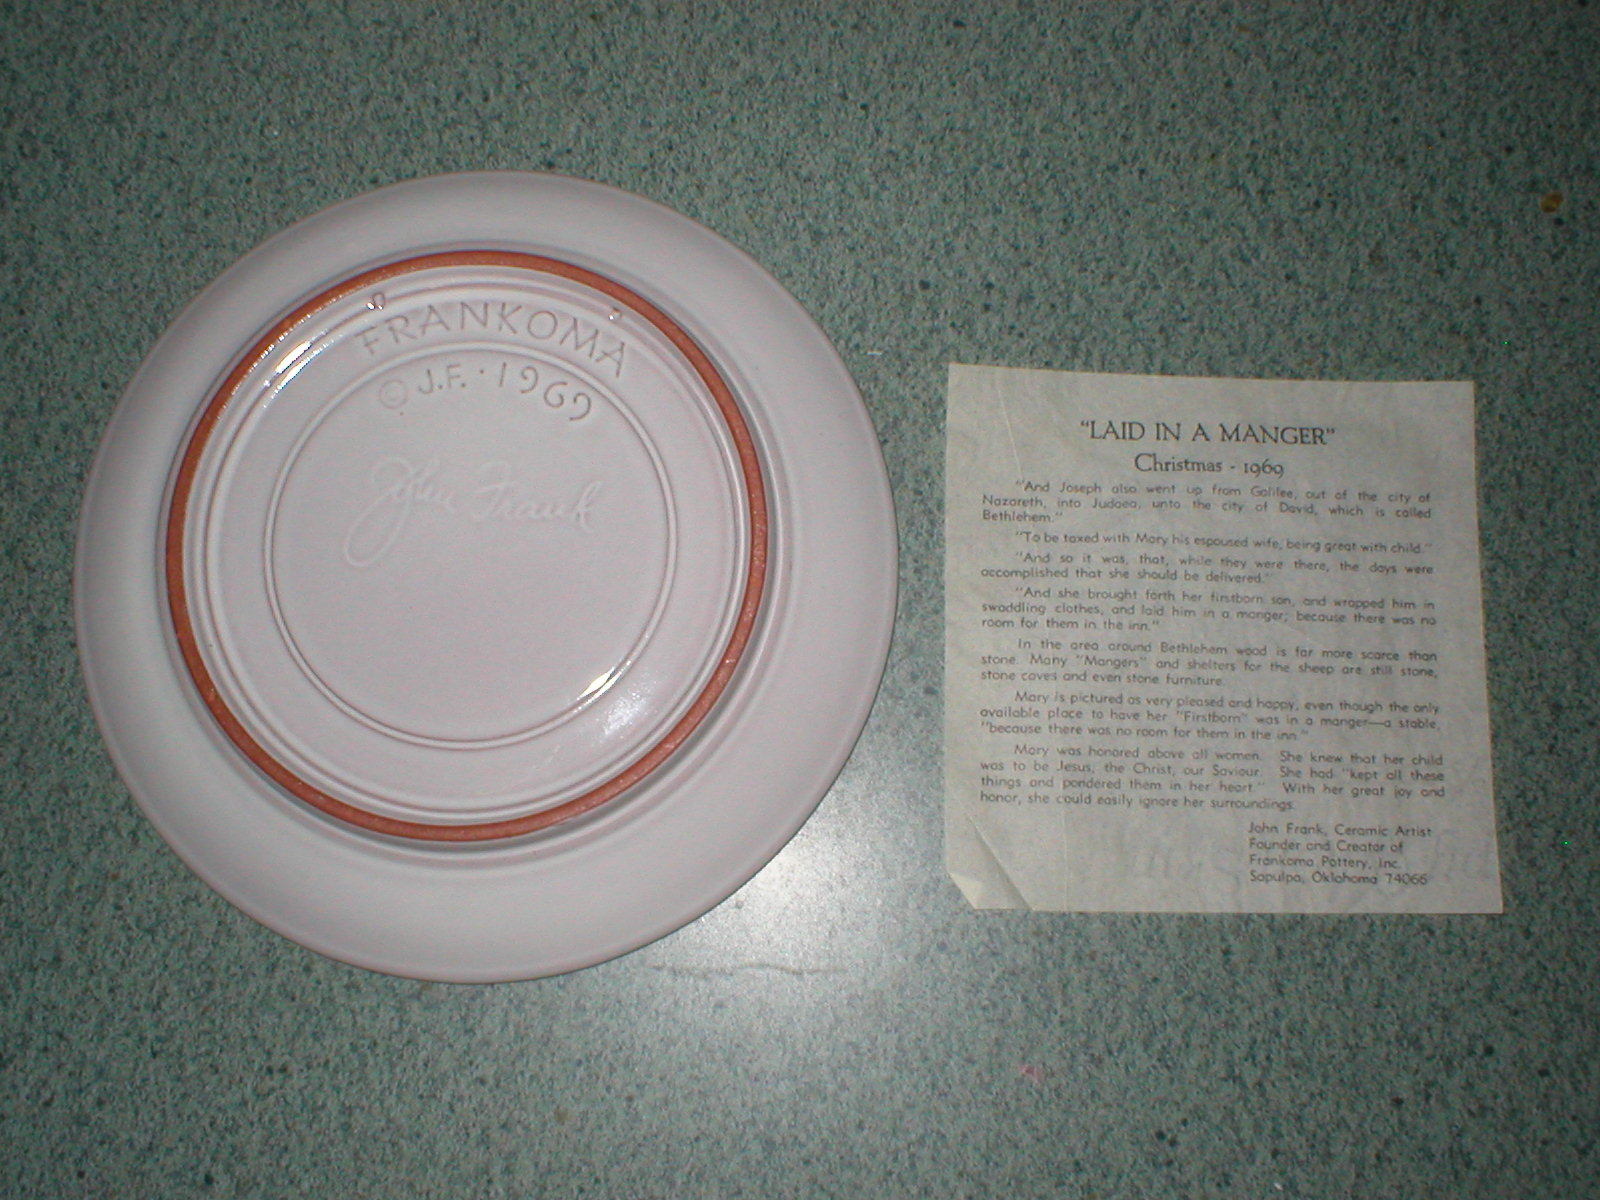 FRANKOMA
© J.F. · 1969
John Frank
"LAID IN A MANGER"
Christmas - 1969
"And Joseph also went up from Galilee, out of the city of
Nazareth, into Judaea, unto the city of David, which is called
Bethlehem."
"To be taxed with Mary his espoused wife, being great with child."
"And so it was, that, while they were there, the days were
accomplished that she should be delivered."
"And she brought forth her firstborn son, and wrapped him in
swaddling clothes, and laid him in a manger; because there was no
room for them in the inn."
In the area around Bethlehem wood is far more scarce than
stone. Many "Mangers" and shelters for the sheep are still stone,
stone caves and even stone furniture.
Mary is pictured as very pleased and happy, even though the only
available place to have her "Firstborn" was in a manger—a stable,
"because there was no room for them in the inn."
Mary was honored above all women. She knew that her child
was to be Jesus, the Christ, our Saviour. She had "kept all these
things and pondered them in her heart." With her great joy and
honor, she could easily ignore her surroundings.
John Frank, Ceramic Artist
Founder and Creator of
Frankoma Pottery, Inc.
Sapulpa, Oklahoma 74066